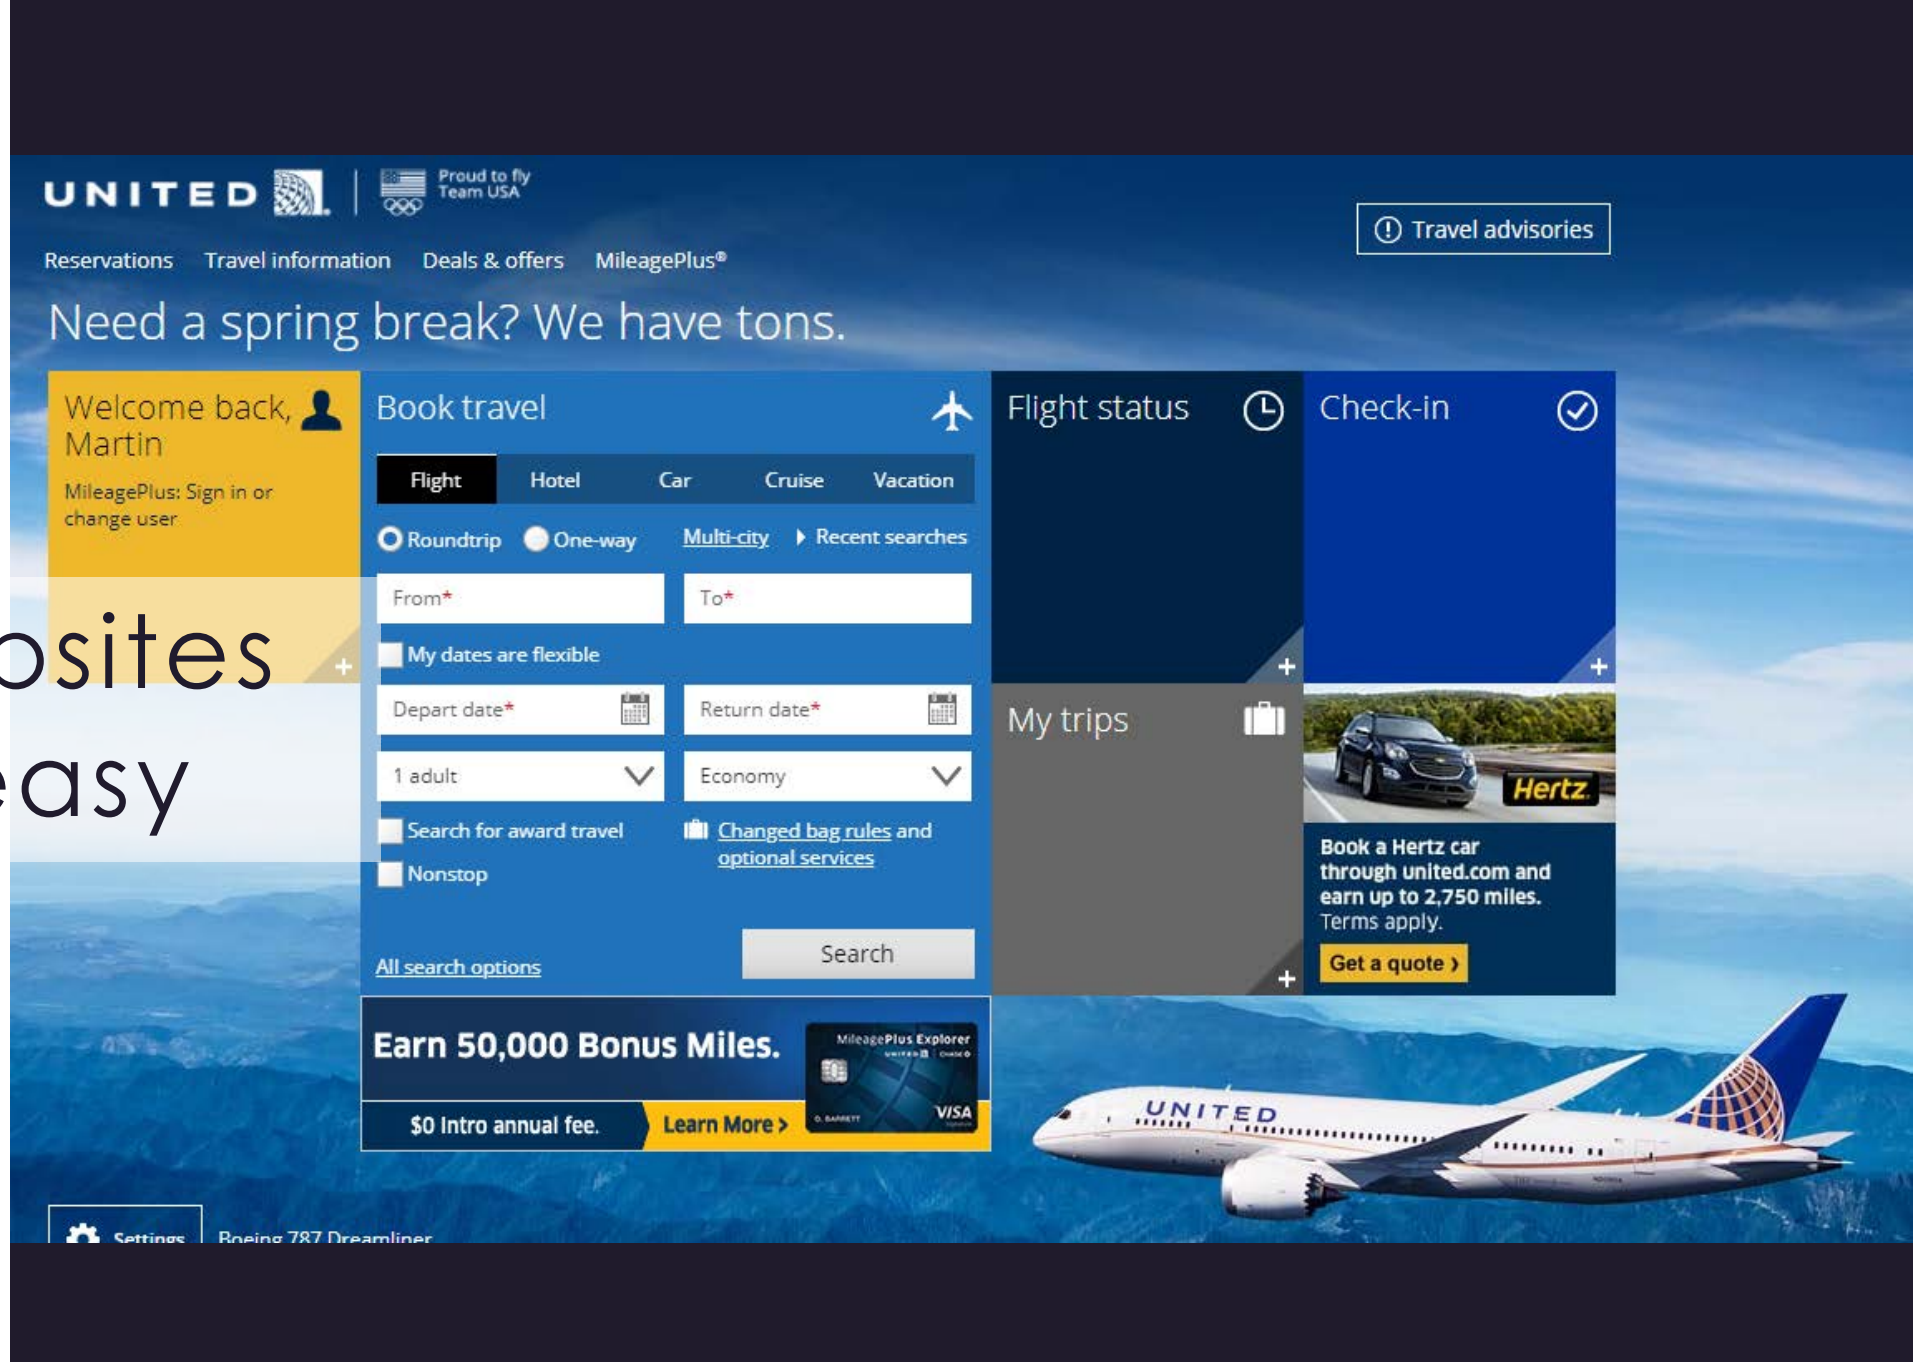 UNITED
Proud to fly
Team USA
Travel advisories
Reservations Travel information Deals & offers MileagePlus®
Need a spring break? We have tons.
Welcome back,
Martin
MileagePlus: Sign in or
change user
Book travel
Flight Hotel Car Cruise Vacation
Roundtrip One-way Multi-city Recent searches
From* To*
My dates are flexible
Depart date* Return date*
1 adult Economy
Search for award travel
Changed bag rules and
optional services
Nonstop
All search options
Search
Flight status
Check-in
My trips
Hertz.
Book a Hertz car
through united.com and
earn up to 2,750 miles.
Terms apply.
Get a quote ›
osites
easy
Earn 50,000 Bonus Miles.
MileagePlus Explorer
UNITED CHASE
D. BARRETT
VISA
$0 Intro annual fee.
Learn More >
UNITED
Settings
Boeing 787 Dreamliner